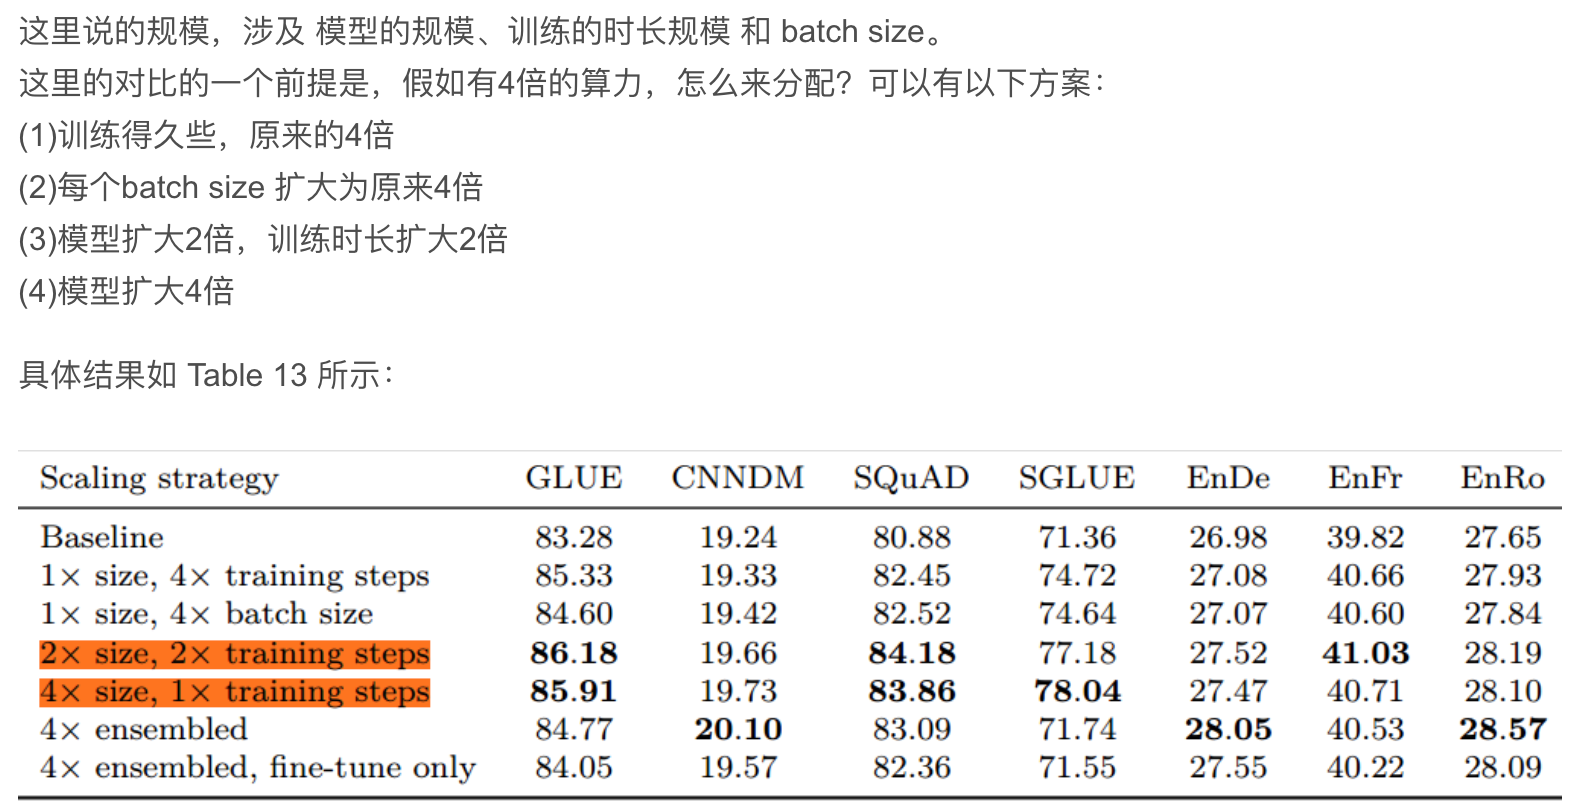 这里说的规模，涉及 模型的规模、训练的时长规模 和 batch size。
这里的对比的一个前提是，假如有4倍的算力，怎么来分配？可以有以下方案：
(1)训练得久些，原来的4倍
(2)每个batch size 扩大为原来4倍
(3)模型扩大2倍，训练时长扩大2倍
(4)模型扩大4倍
具体结果如 Table 13 所示：
Scaling strategy GLUE CNNDM SQuAD SGLUE EnDe EnFr EnRo
Baseline 83.28 19.24 80.88 71.36 26.98 39.82 27.65
1× size, 4× training steps 85.33 19.33 82.45 74.72 27.08 40.66 27.93
1× size, 4× batch size 84.60 19.42 82.52 74.64 27.07 40.60 27.84
2× size, 2× training steps 86.18 19.66 84.18 77.18 27.52 41.03 28.19
4× size, 1× training steps 85.91 19.73 83.86 78.04 27.47 40.71 28.10
4× ensembled 84.77 20.10 83.09 71.74 28.05 40.53 28.57
4× ensembled, fine-tune only 84.05 19.57 82.36 71.55 27.55 40.22 28.09